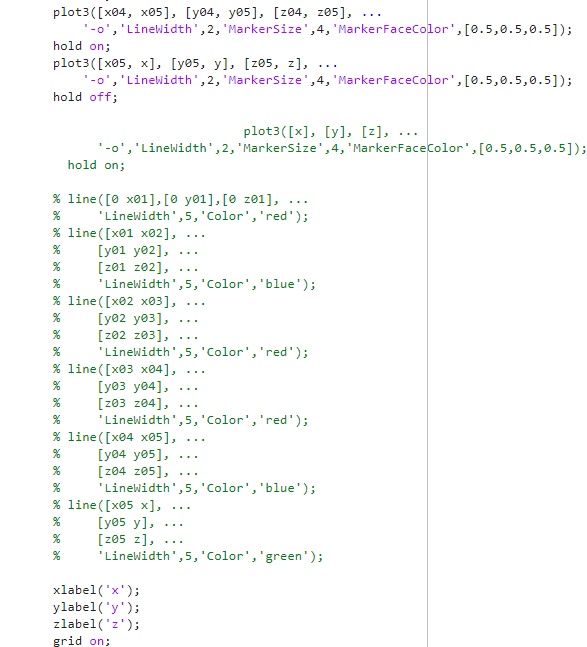 plot3([x04, x05], [y04, y05], [z04, z05], ...
'-o','LineWidth',2,'MarkerSize',4,'MarkerFaceColor',[0.5,0.5,0.5]);
hold on;
plot3([x05, x], [y05, y], [z05, z], ...
'-o','LineWidth',2,'MarkerSize',4,'MarkerFaceColor',[0.5,0.5,0.5]);
hold off;
plot3([x], [y], [z], ...
'-o','LineWidth',2,'MarkerSize',4,'MarkerFaceColor',[0.5,0.5,0.5]);
hold on;
% line([0 x01],[0 y01],[0 z01], ...
% 'LineWidth',5,'Color','red');
% line([x01 x02], ...
% [y01 y02], ...
% [z01 z02], ...
% 'LineWidth',5,'Color','blue');
% line([x02 x03], ...
% [y02 y03], ...
% [z02 z03], ...
% 'LineWidth',5,'Color','red');
% line([x03 x04], ...
% [y03 y04], ...
% [z03 z04], ...
% 'LineWidth',5,'Color','red');
% line([x04 x05], ...
% [y04 y05], ...
% [z04 z05], ...
% 'LineWidth',5,'Color','blue');
% line([x05 x], ...
% [y05 y], ...
% [z05 z], ...
% 'LineWidth',5,'Color','green');
xlabel('x');
ylabel('y');
zlabel('z');
grid on;